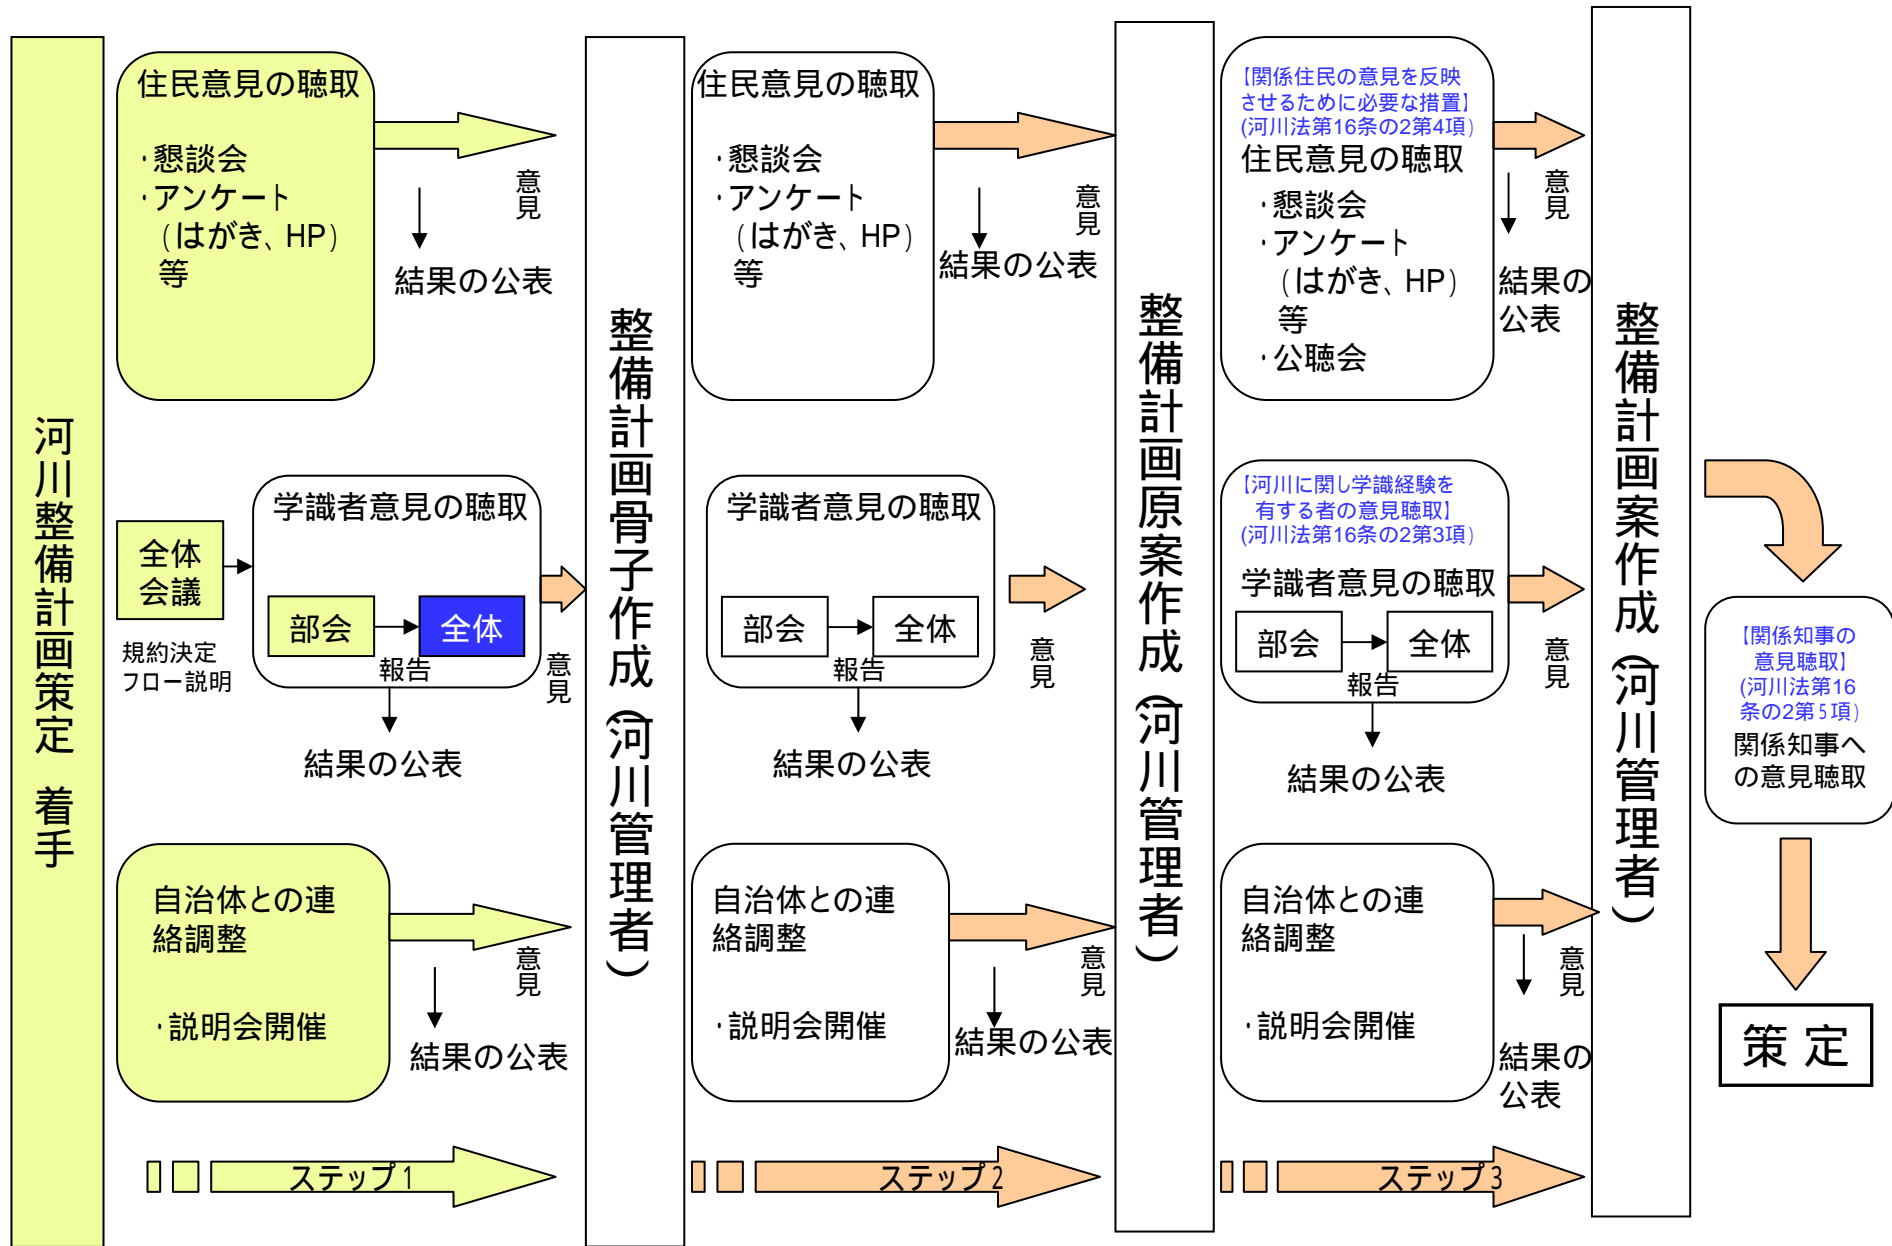 河川整備計画策定 着手
住民意見の聴取
・懇談会
・アンケート
(はがき、HP)
等
意見
結果の公表
全体
会議
規約決定
フロー説明
学識者意見の聴取
部会
全体
報告
意見
結果の公表
自治体との連
絡調整
・説明会開催
意見
結果の公表
ステップ1
整備計画骨子作成(河川管理者)
住民意見の聴取
・懇談会
・アンケート
(はがき、HP)
等
意見
結果の公表
学識者意見の聴取
部会
全体
報告
意見
結果の公表
自治体との連
絡調整
・説明会開催
意見
結果の公表
ステップ2
整備計画原案作成(河川管理者)
【関係住民の意見を反映
させるために必要な措置】
(河川法第16条の2第4項)
住民意見の聴取
・懇談会
・アンケート
(はがき、HP)
等
・公聴会
意見
結果の
公表
【河川に関し学識経験を
有する者の意見聴取】
(河川法第16条の2第3項)
学識者意見の聴取
部会
全体
報告
意見
結果の公表
自治体との連
絡調整
・説明会開催
意見
結果の
公表
ステップ3
整備計画案作成(河川管理者)
【関係知事の
意見聴取】
(河川法第16
条の2第5項)
関係知事へ
の意見聴取
策 定